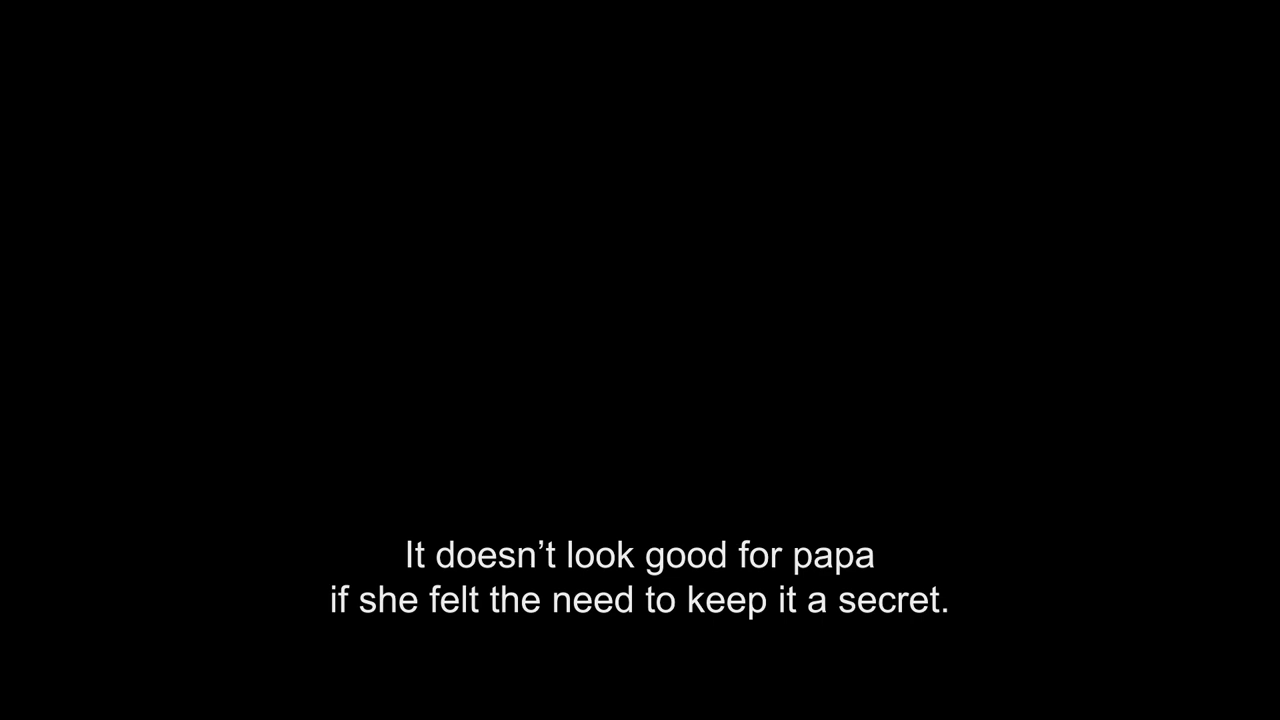 It doesn’t look good for papa
if she felt the need to keep it a secret.